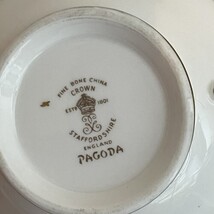 FINE BONE CHINA
CROWN
ESTD 1801
STAFFORDSHIRE
ENGLAND
PAGODA